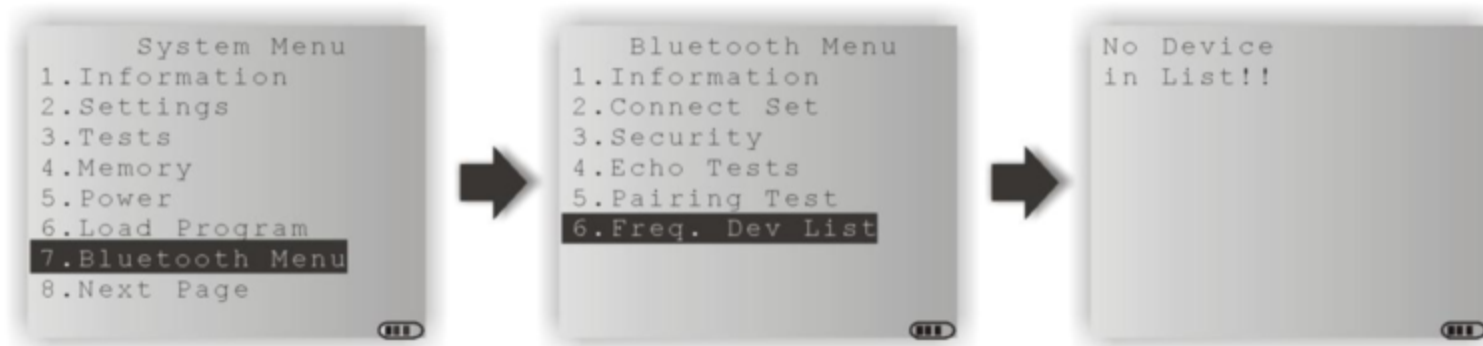 System Menu
1.Information
2.Settings
3.Tests
4.Memory
5.Power
6.Load Program
7.Bluetooth Menu
8.Next Page
Bluetooth Menu
1.Information
2.Connect Set
3.Security
4.Echo Tests
5.Pairing Test
6.Freq. Dev List
No Device
in List!!